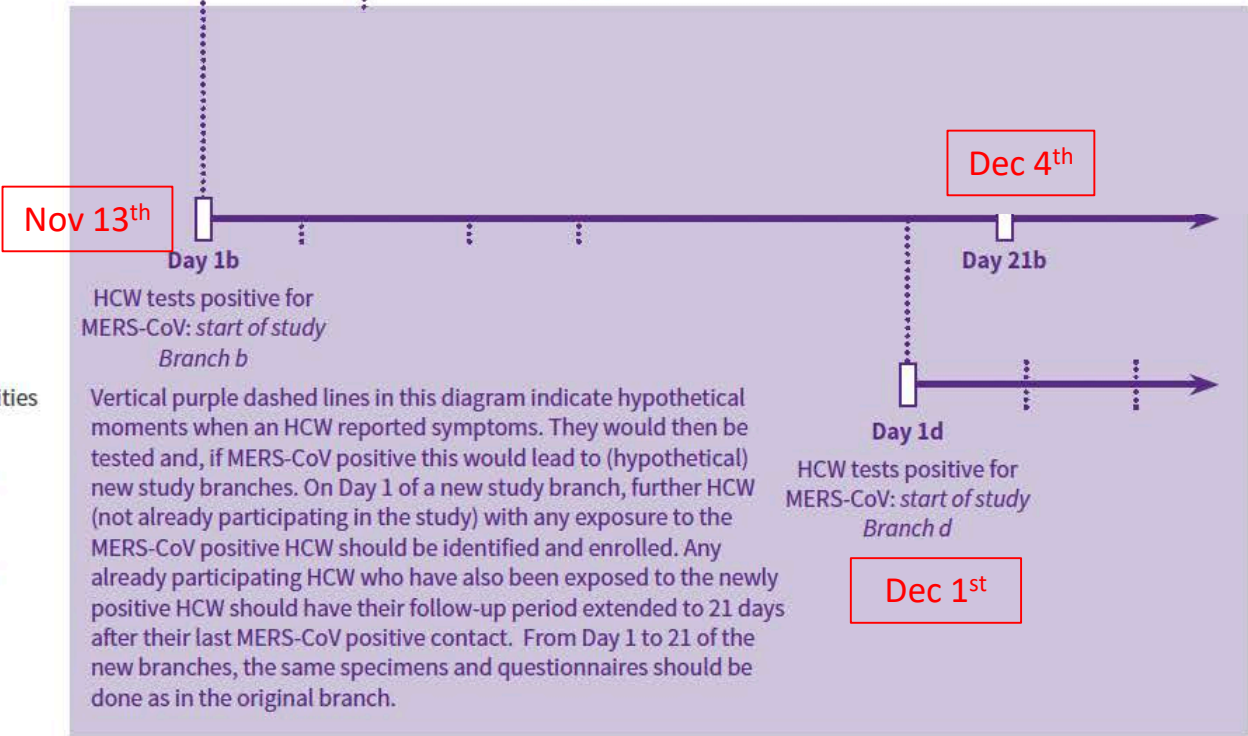 Dec 4th
Nov 13th
Day 1b
Day 21b
HCW tests positive for
MERS-CoV: start of study
Branch b
ities
Vertical purple dashed lines in this diagram indicate hypothetical
moments when an HCW reported symptoms. They would then be
tested and, if MERS-CoV positive this would lead to (hypothetical)
new study branches. On Day 1 of a new study branch, further HCW
(not already participating in the study) with any exposure to the
MERS-CoV positive HCW should be identified and enrolled. Any
already participating HCW who have also been exposed to the newly
positive HCW should have their follow-up period extended to 21 days
after their last MERS-CoV positive contact. From Day 1 to 21 of the
new branches, the same specimens and questionnaires should be
done as in the original branch.
Day 1d
HCW tests positive for
MERS-CoV: start of study
Branch d
Dec 1st